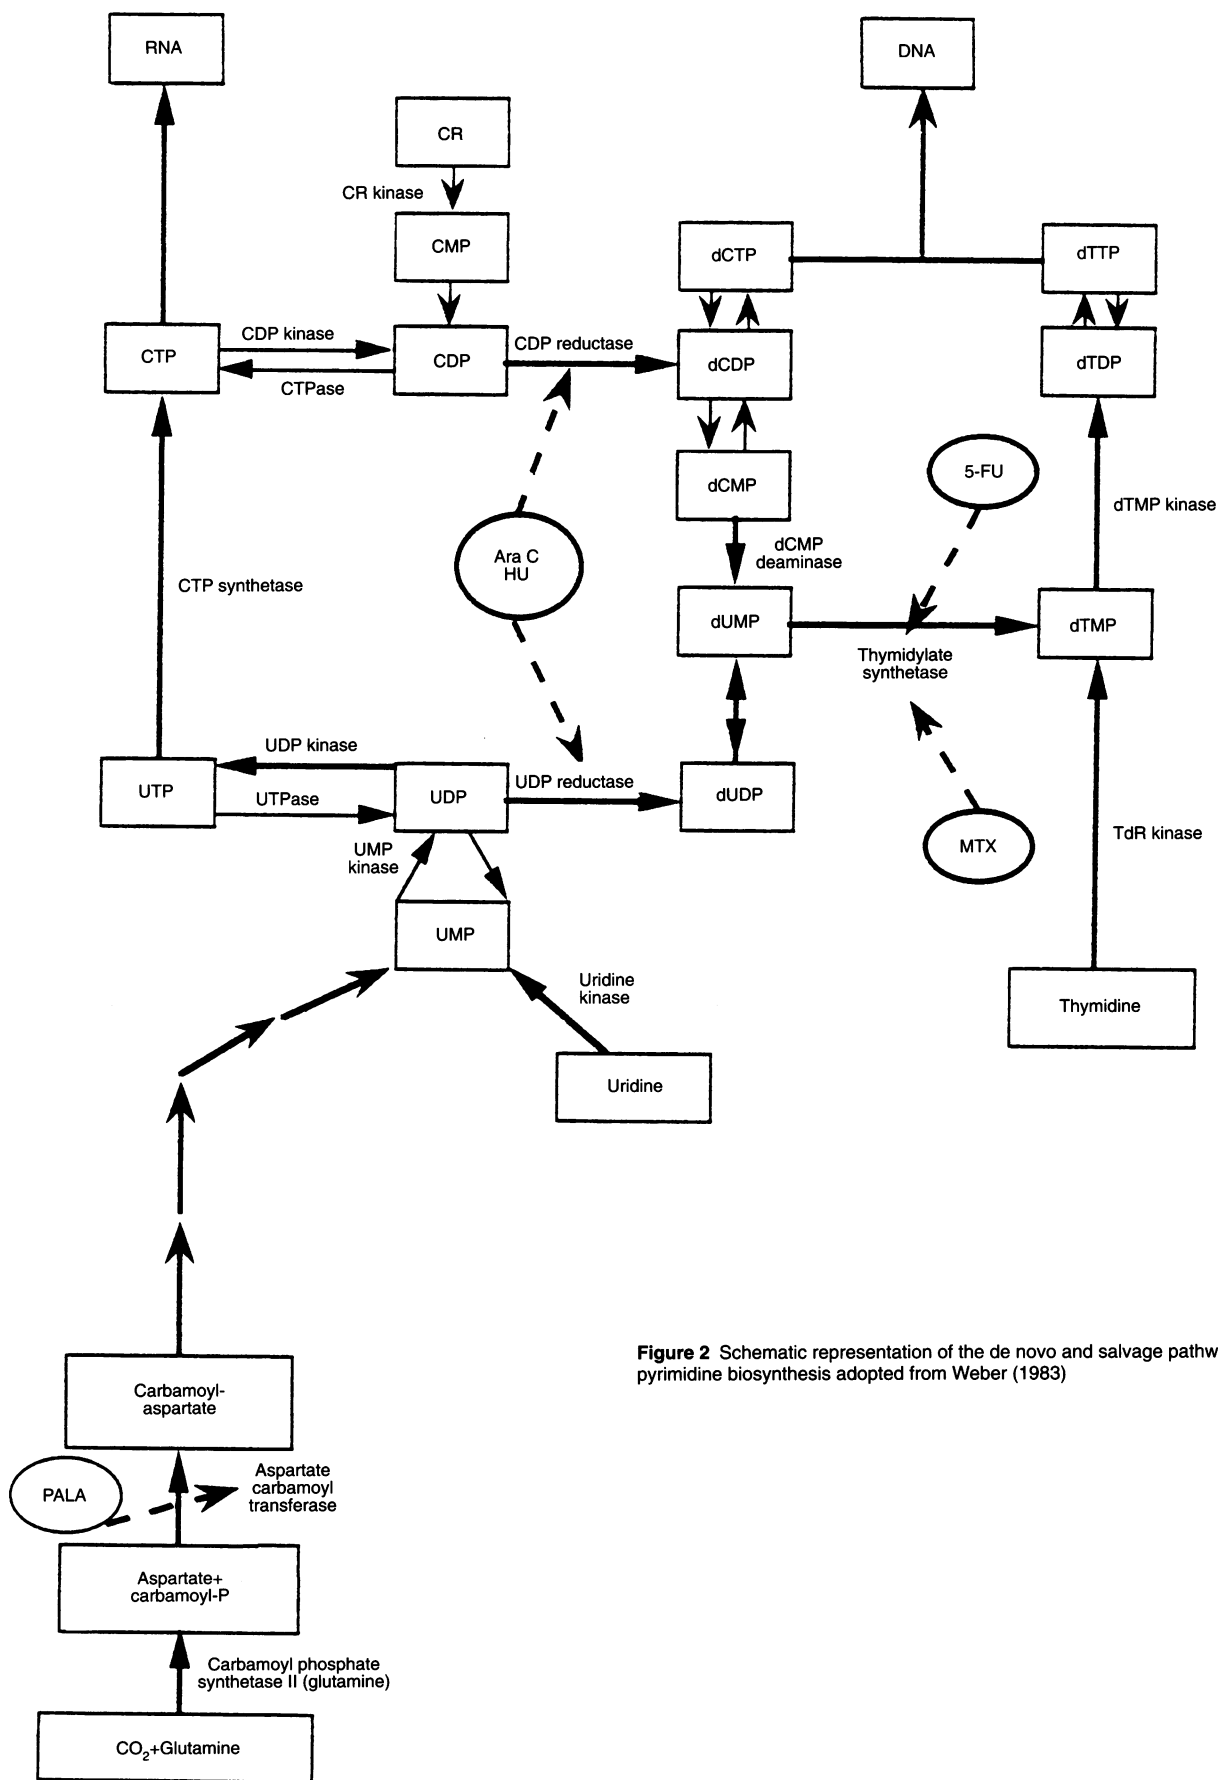 RNA
DNA
CR
CR kinase
CMP
dCTP
dTTP
CTP
CDP kinase
CTPase
CDP
CDP reductase
dCDP
dTDP
5-FU
dCMP
dTMP kinase
Ara C
HU
dCMP
deaminase
CTP synthetase
dUMP
dTMP
Thymidylate
synthetase
UDP kinase
UTP
UTPase
UDP
UDP reductase
dUDP
TdR kinase
MTX
UMP
kinase
UMP
Uridine
kinase
Thymidine
Uridine
Figure 2 Schematic representation of the de novo and salvage pathw
pyrimidine biosynthesis adopted from Weber (1983)
Carbamoyl-
aspartate
PALA
Aspartate
carbamoyl
transferase
Aspartate+
carbamoyl-P
Carbamoyl phosphate
synthetase II (glutamine)
CO₂+Glutamine